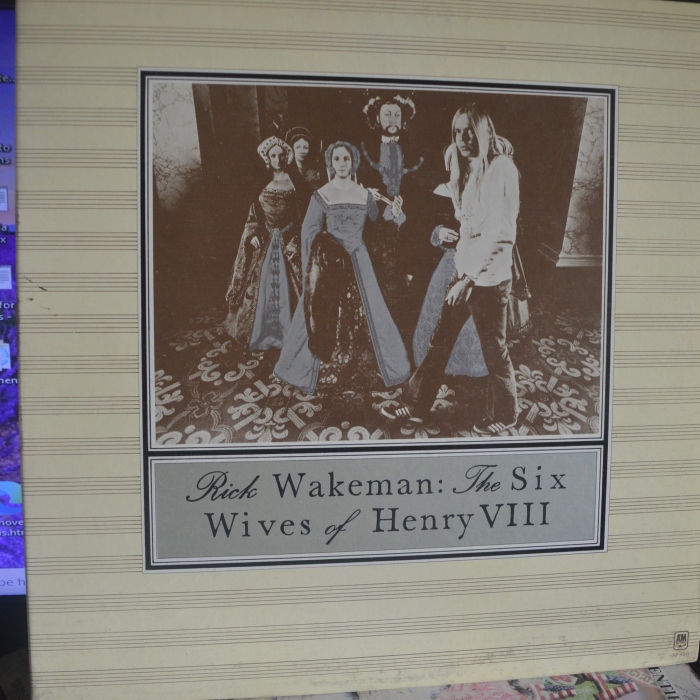 Rick Wakeman: The Six
Wives of Henry VIII
A&M